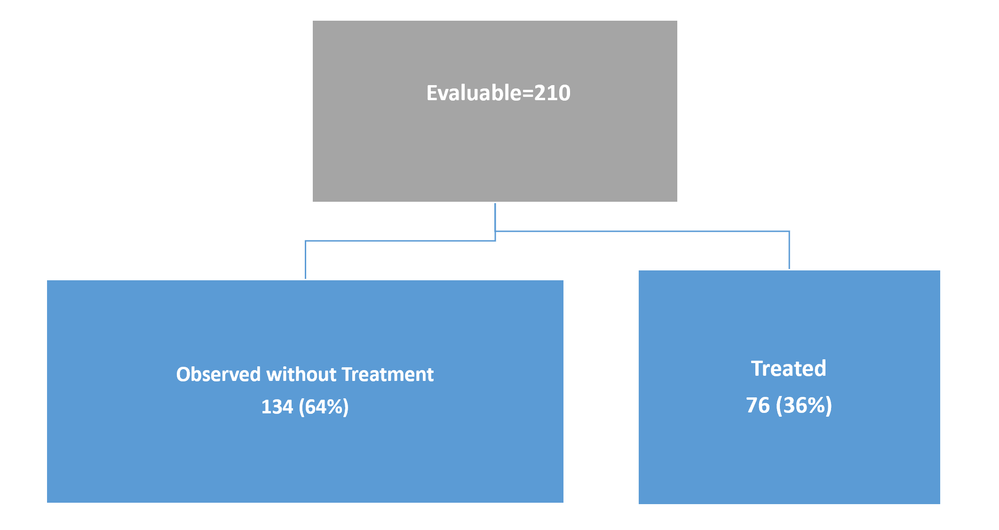 Evaluable=210
Observed without Treatment
134 (64%)
Treated
76 (36%)